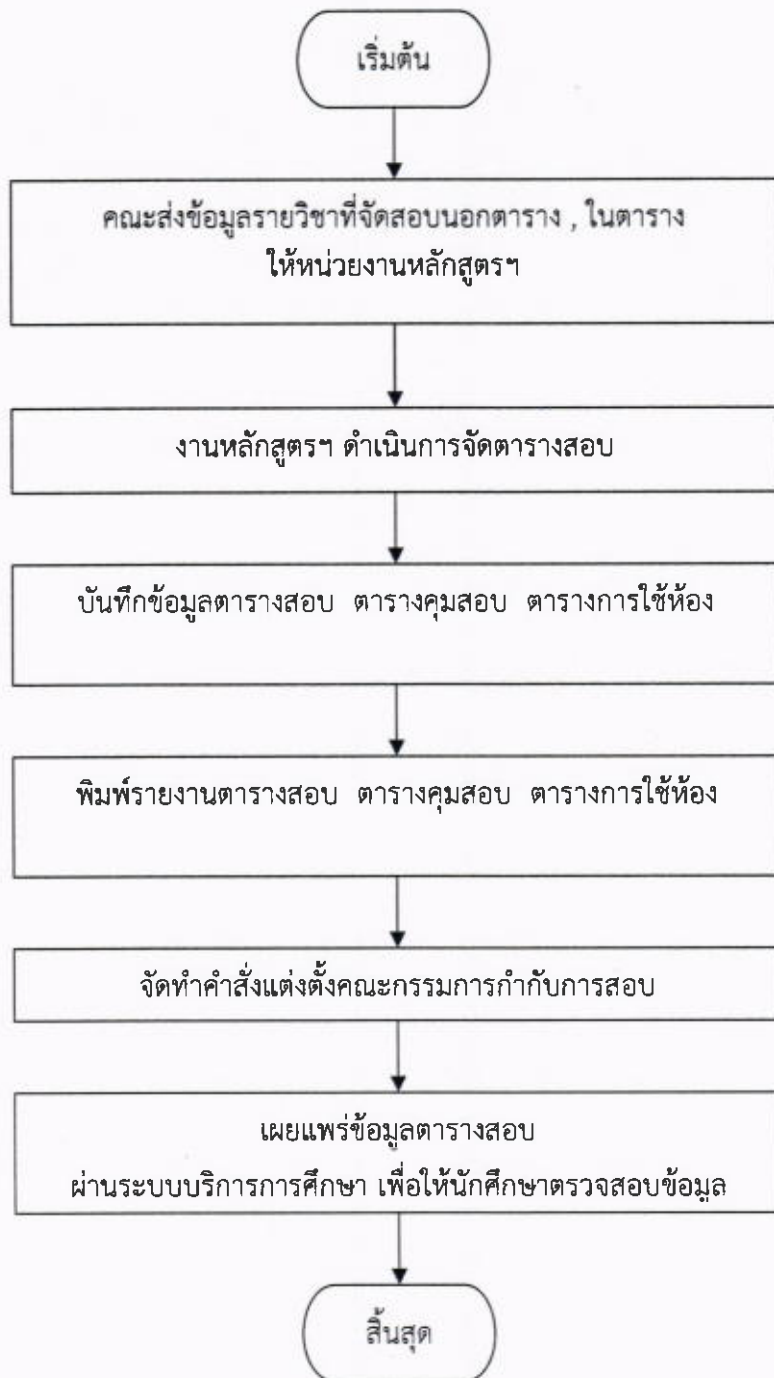 เริ่มต้น
คณะส่งข้อมูลรายวิชาที่จัดสอบนอกตาราง , ในตาราง
ให้หน่วยงานหลักสูตรฯ
งานหลักสูตรฯ ดำเนินการจัดตารางสอบ
บันทึกข้อมูลตารางสอบ ตารางคุมสอบ ตารางการใช้ห้อง
พิมพ์รายงานตารางสอบ ตารางคุมสอบ ตารางการใช้ห้อง
จัดทำคำสั่งแต่งตั้งคณะกรรมการกำกับการสอบ
เผยแพร่ข้อมูลตารางสอบ
ผ่านระบบบริการการศึกษา เพื่อให้นักศึกษาตรวจสอบข้อมูล
สิ้นสุด